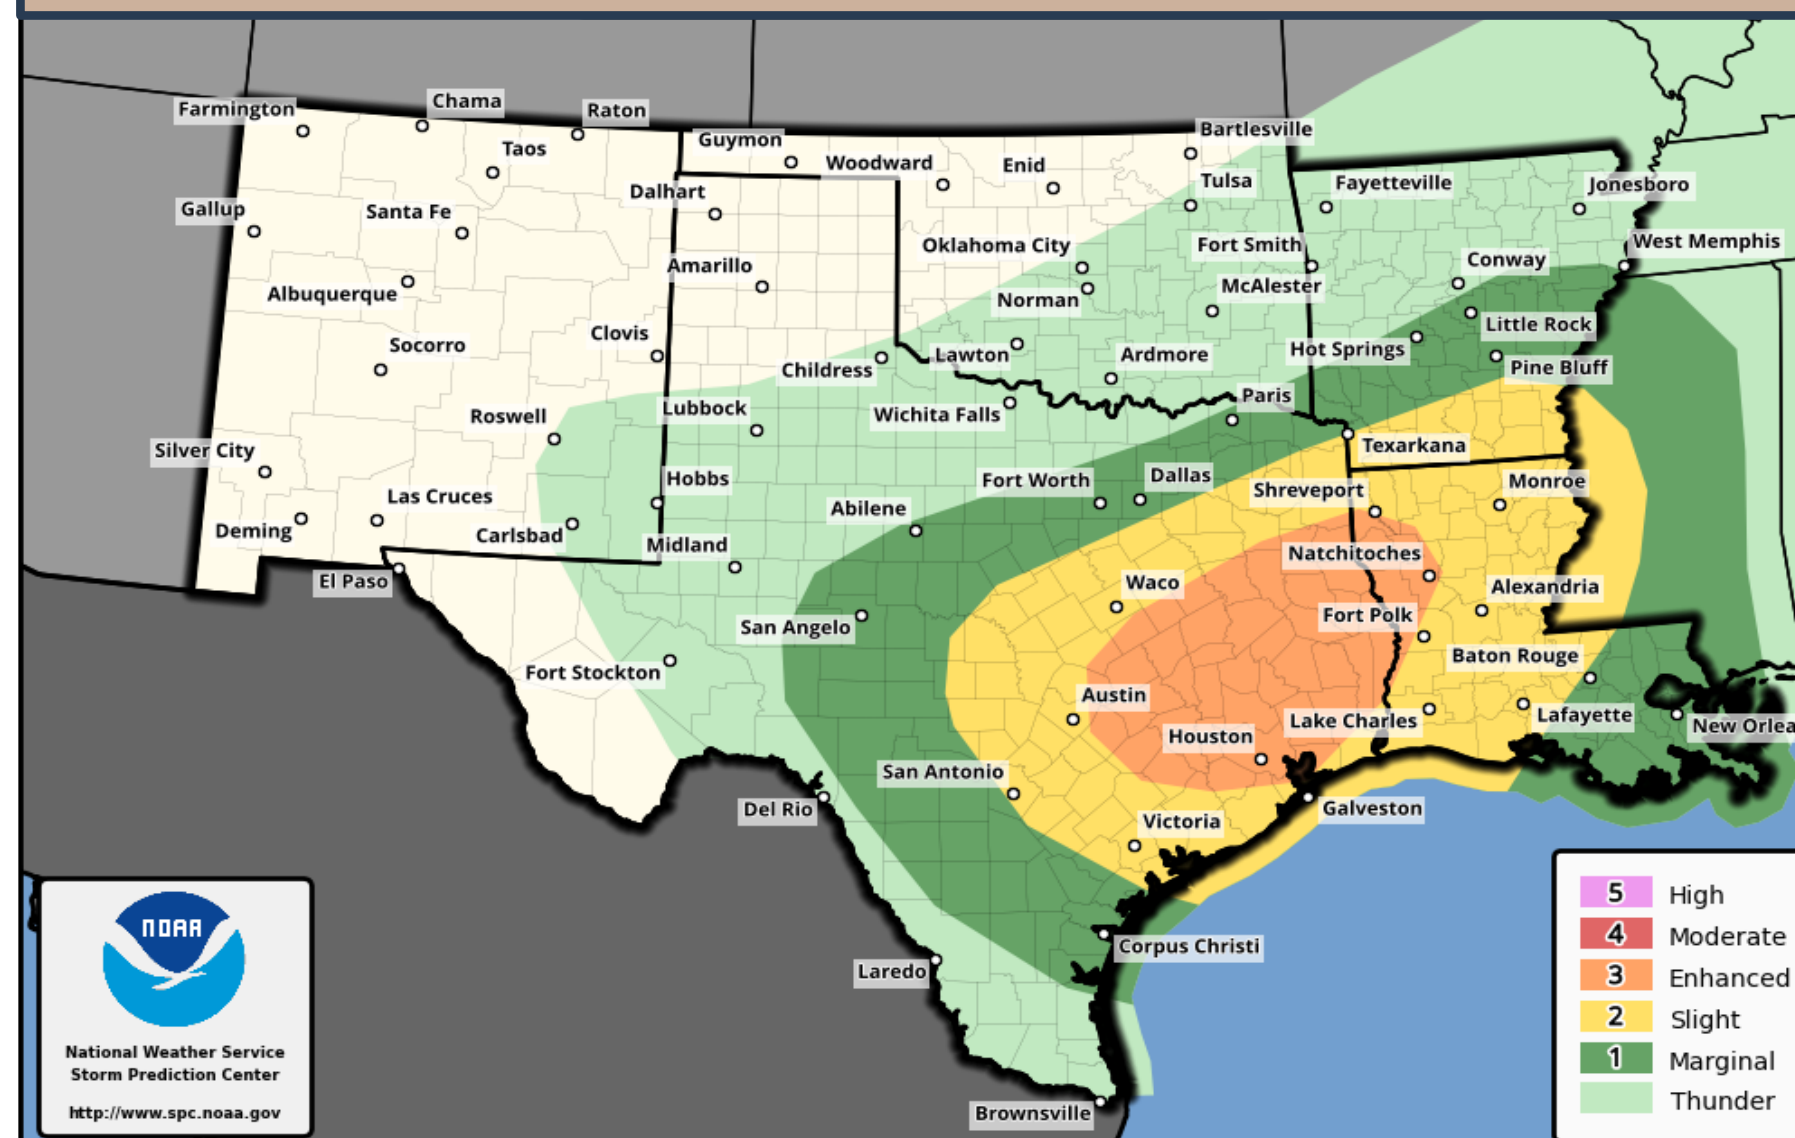 Farmington
Chama
Raton
Bartlesville
Guymon
Taos
Woodward
Enid
Tulsa
Fayetteville
Jonesboro
Dalhart
Gallup
Santa Fe
Oklahoma City
Fort Smith
Conway
West Memphis
Amarillo
McAlester
Albuquerque
Norman
Little Rock
Clovis
Socorro
Childress
Lawton
Ardmore
Hot Springs
Pine Bluff
Paris
Roswell
Lubbock
Wichita Falls
Texarkana
Silver City
Hobbs
Fort Worth
Dallas
Shreveport
Monroe
Las Cruces
Abilene
Deming
Carlsbad
Midland
Natchitoches
El Paso
Waco
Alexandria
San Angelo
Fort Polk
Baton Rouge
Fort Stockton
Austin
Lake Charles
Lafayette
New Orlea
Houston
San Antonio
Del Rio
Galveston
Victoria
Corpus Christi
Laredo
Brownsville
NOAA
National Weather Service
Storm Prediction Center
http://www.spc.noaa.gov
5 High
4 Moderate
3 Enhanced
2 Slight
1 Marginal
Thunder